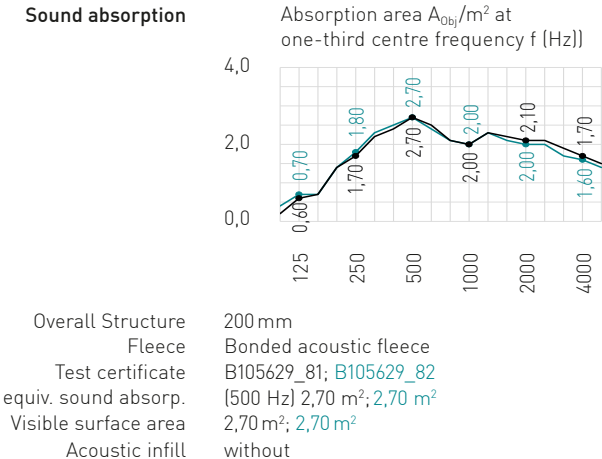 Sound absorption
Absorption area AObj/m² at
one-third centre frequency f (Hz))
4,0
2,0
0,0
0,70
0,60
1,80
1,70
2,70
2,70
2,00
2,00
2,10
2,00
1,70
1,60
125
250
500
1000
2000
4000
Overall Structure 200 mm
Fleece Bonded acoustic fleece
Test certificate B105629_81; B105629_82
equiv. sound absorp. (500 Hz) 2,70 m²; 2,70 m²
Visible surface area 2,70 m²; 2,70 m²
Acoustic infill without